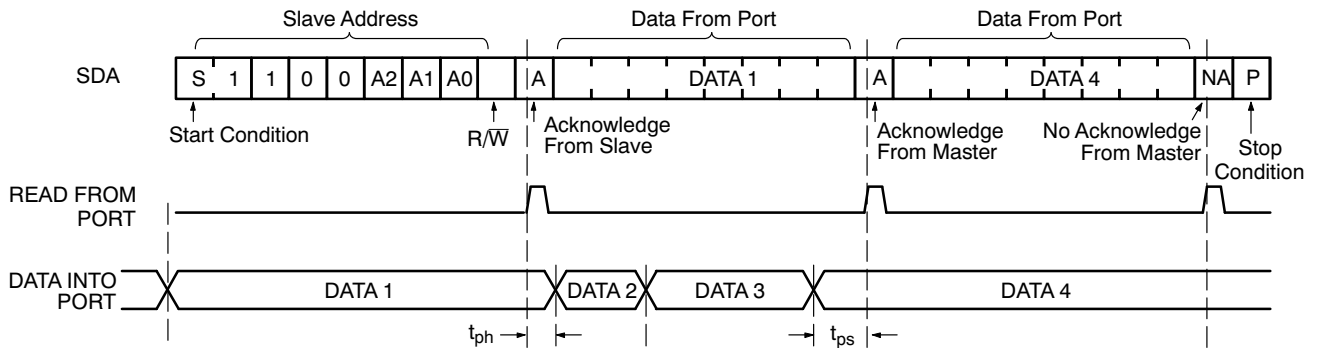 Slave Address
Data From Port
Data From Port
SDA
S 1 1 0 0 A2 A1 A0 A DATA 1 A DATA 4 NA P
Start Condition
R/W̅
Acknowledge
From Slave
Acknowledge
From Master
No Acknowledge
From Master
Stop
Condition
READ FROM
PORT
DATA INTO
PORT
DATA 1
DATA 2
DATA 3
DATA 4
tph
tps